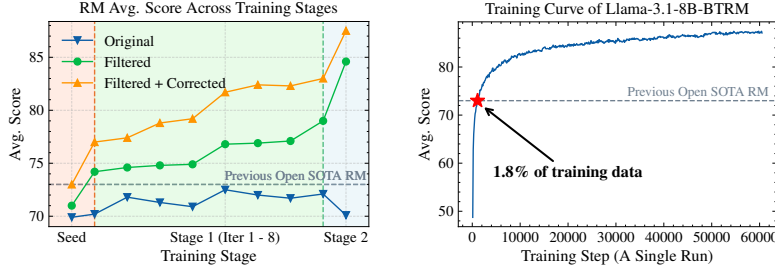 RM Avg. Score Across Training Stages
85
80
75
70
Avg. Score
Original
Filtered
Filtered + Corrected
Previous Open SOTA RM
Seed
Stage 1 (Iter 1 - 8)
Stage 2
Training Stage
Training Curve of Llama-3.1-8B-BTRM
80
70
60
50
Avg. Score
Previous Open SOTA RM
1.8% of training data
0
10000
20000
30000
40000
50000
60000
Training Step (A Single Run)